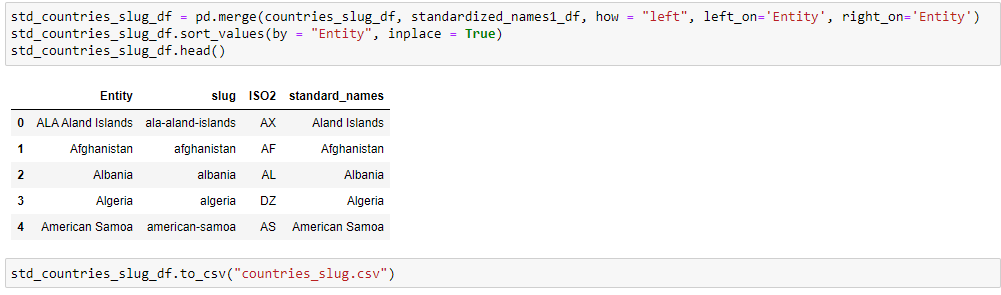 std_countries_slug_df = pd.merge(countries_slug_df, standardized_names1_df, how = "left", left_on='Entity', right_on='Entity')
std_countries_slug_df.sort_values(by = "Entity", inplace = True)
std_countries_slug_df.head()
Entity slug ISO2 standard_names
0 ALA Aland Islands ala-aland-islands AX Aland Islands
1 Afghanistan afghanistan AF Afghanistan
2 Albania albania AL Albania
3 Algeria algeria DZ Algeria
4 American Samoa american-samoa AS American Samoa
std_countries_slug_df.to_csv("countries_slug.csv")